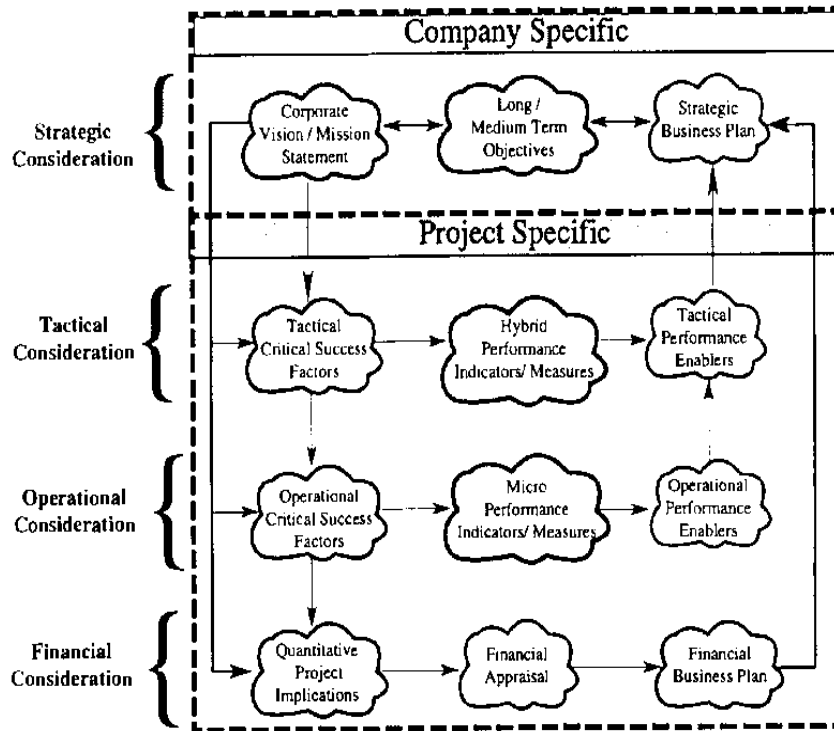 Company Specific
Strategic
Consideration
Corporate
Vision / Mission
Statement
Long /
Medium Term
Objectives
Strategic
Business Plan
Project Specific
Tactical
Consideration
Tactical
Critical Success
Factors
Hybrid
Performance
Indicators/ Measures
Tactical
Performance
Enablers
Operational
Consideration
Operational
Critical Success
Factors
Micro
Performance
Indicators/ Measures
Operational
Performance
Enablers
Financial
Consideration
Quantitative
Project
Implications
Financial
Appraisal
Financial
Business Plan